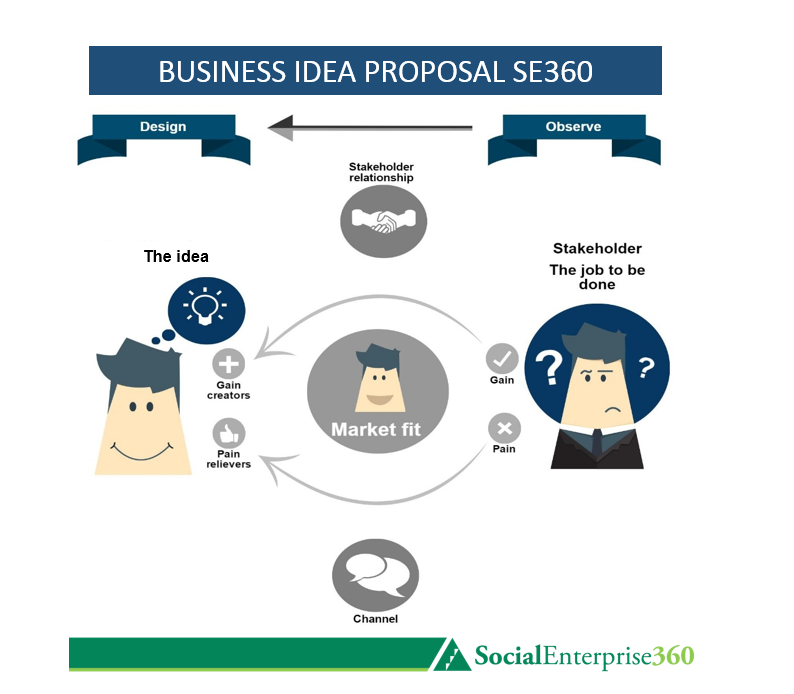 BUSINESS IDEA PROPOSAL SE360
Design
Observe
Stakeholder
relationship
The idea
Stakeholder
The job to be
done
?
?
Gain
creators
Gain
Market fit
Pain
relievers
Pain
Channel
SocialEnterprise360